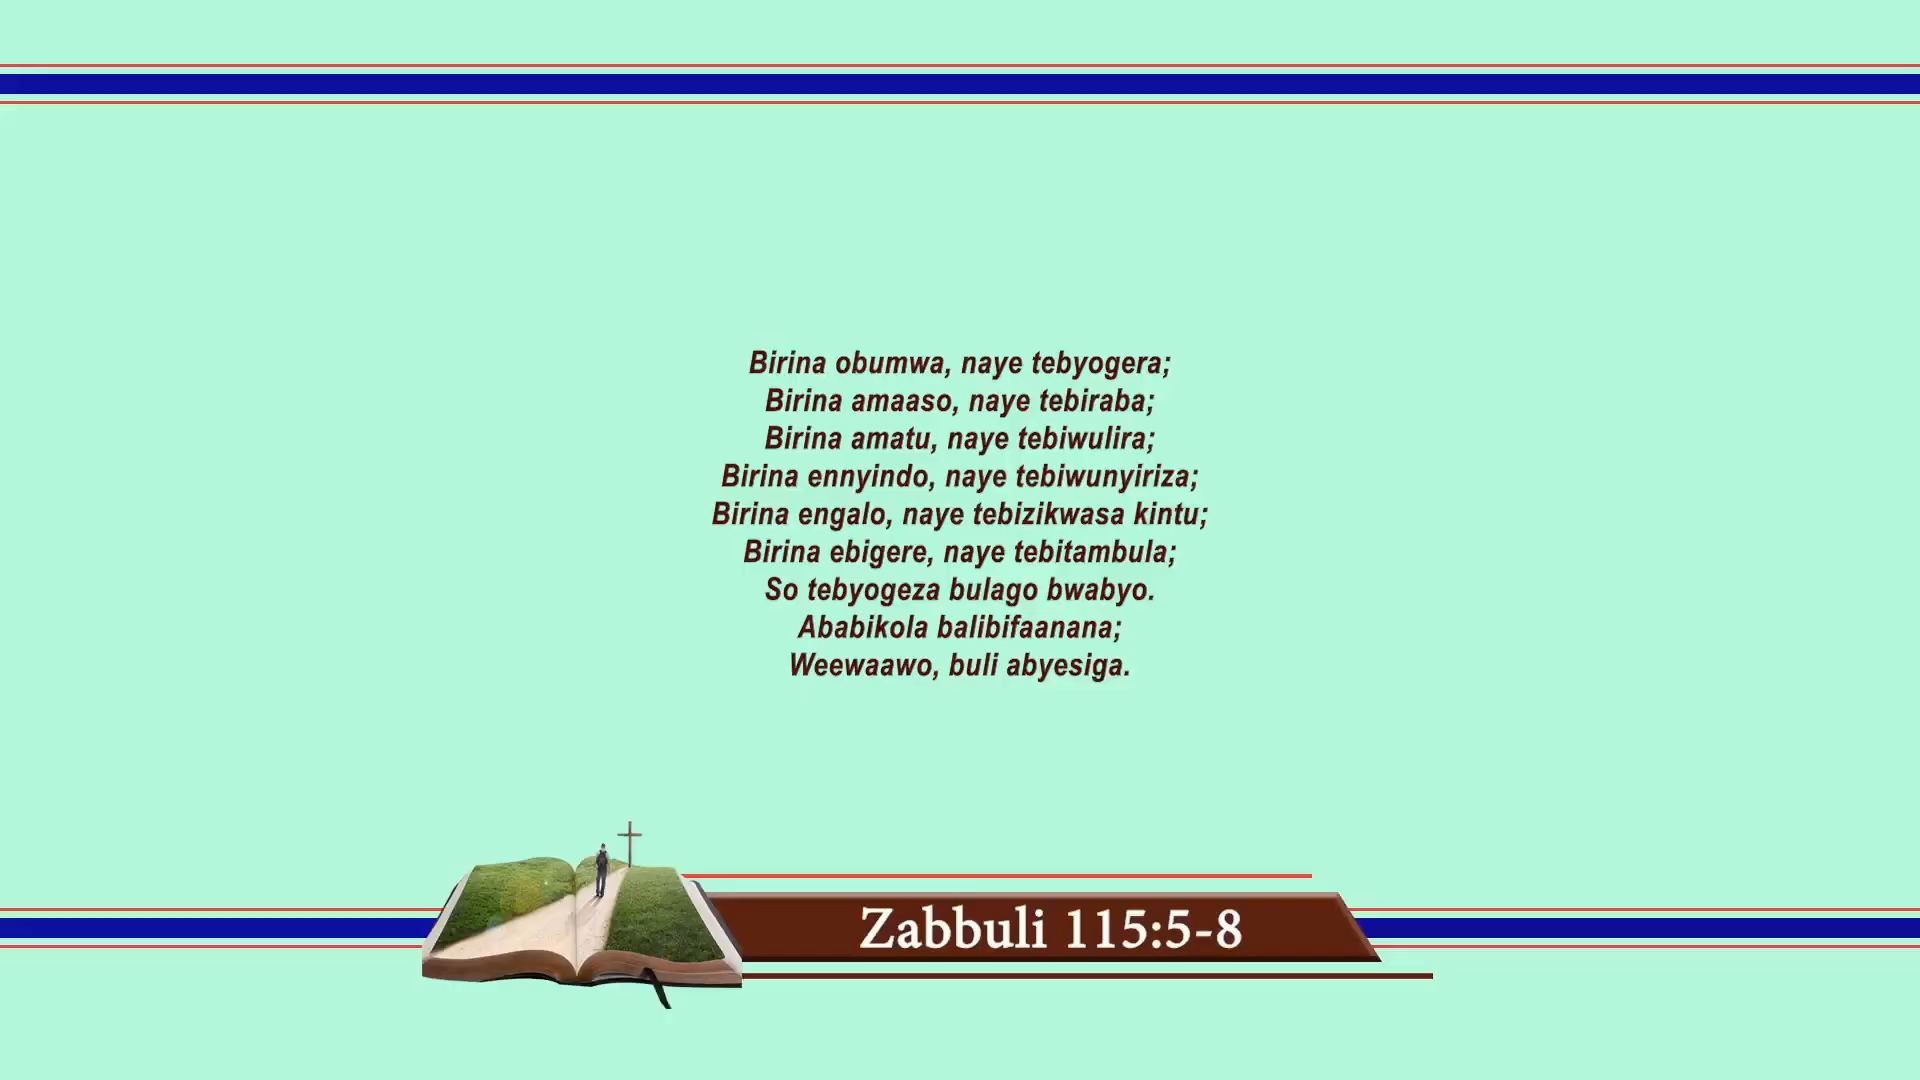 Birina obumwa, naye tebyogera;
Birina amaaso, naye tebiraba;
Birina amatu, naye tebiwulira;
Birina ennyindo, naye tebiwunyiriza;
Birina engalo, naye tebizikwasa kintu;
Birina ebigere, naye tebitambula;
So tebyogeza bulago bwabyo.
Ababikola balibifaanana;
Weewaawo, buli abyesiga.
Zabbuli 115:5-8